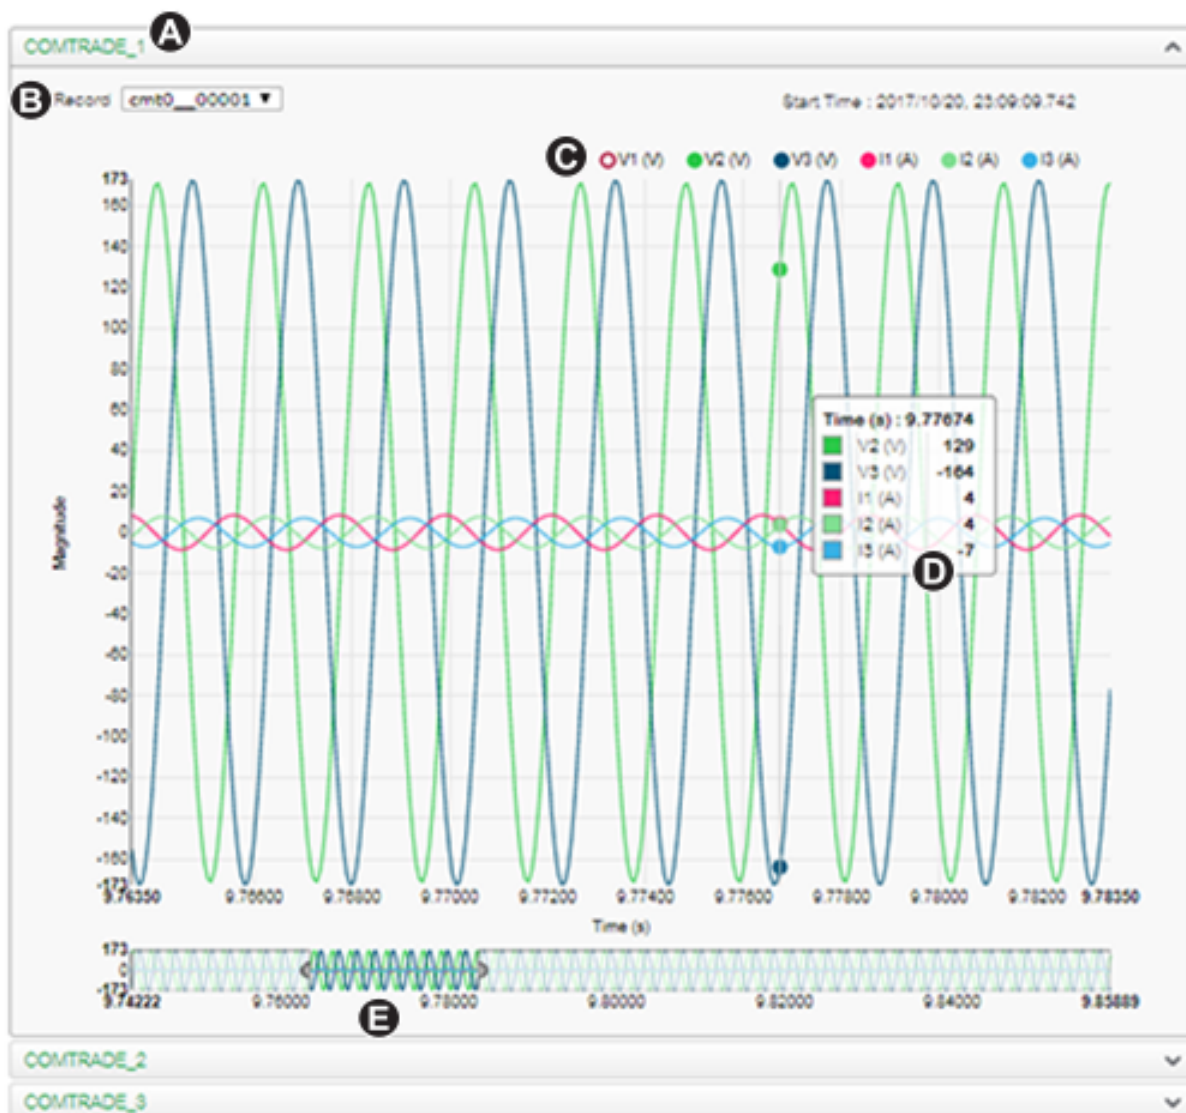 COMTRADE_1 A
B Record cmt0__00001 ▼ Start Time : 2017/10/20, 23:09:09.742
C V1 (V) V2 (V) V3 (V) I1 (A) I2 (A) I3 (A)
173
160
140
120
100
80
60
40
20
0
-20
-40
-60
-80
-100
-120
-140
-160
-173
Magnitude
Time (s) : 9.77674
V2 (V) 129
V3 (V) -164
I1 (A) 4
I2 (A) 4
I3 (A) -7
D
9.76350 9.76600 9.76800 9.77000 9.77200 9.77400 9.77600 9.77800 9.78000 9.78200 9.78350
Time (s)
173
0
-173
9.74222 9.76000 9.78000 9.80000 9.82000 9.84000 9.85889
E
COMTRADE_2
COMTRADE_3